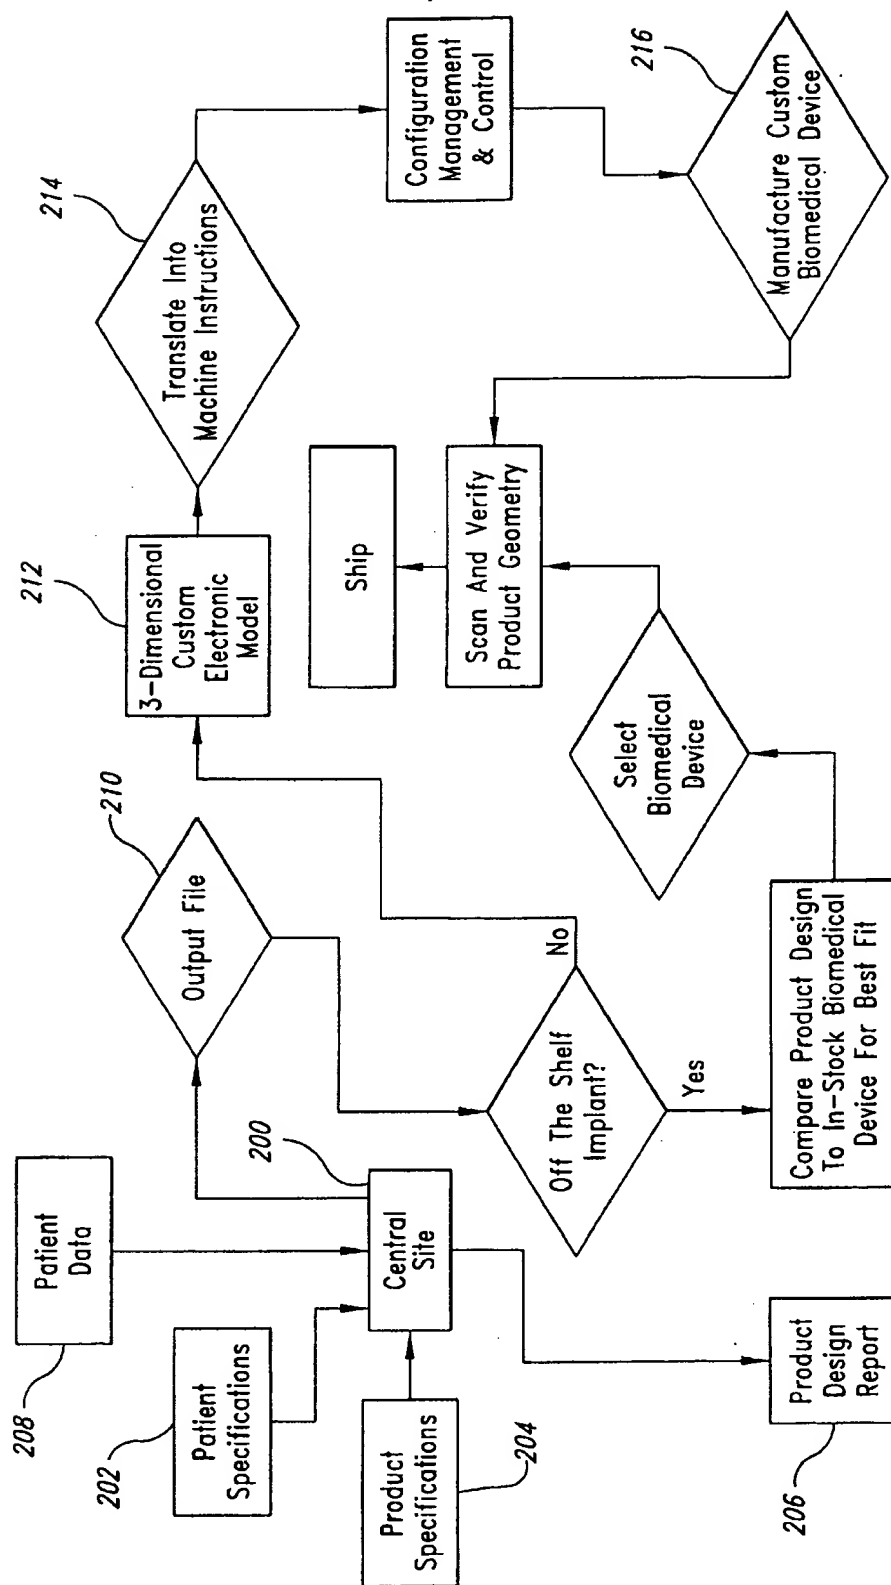 208
Patient
Data
202
Patient
Specifications
Product
Specifications
204
200
Central
Site
206
Product
Design
Report
210
Output File
Off The Shelf
Implant?
No
Yes
Compare Product Design
To In-Stock Biomedical
Device For Best Fit
Select
Biomedical
Device
212
3-Dimensional
Custom
Electronic
Model
214
Translate Into
Machine Instructions
Configuration
Management
& Control
216
Manufacture Custom
Biomedical Device
Scan And Verify
Product Geometry
Ship